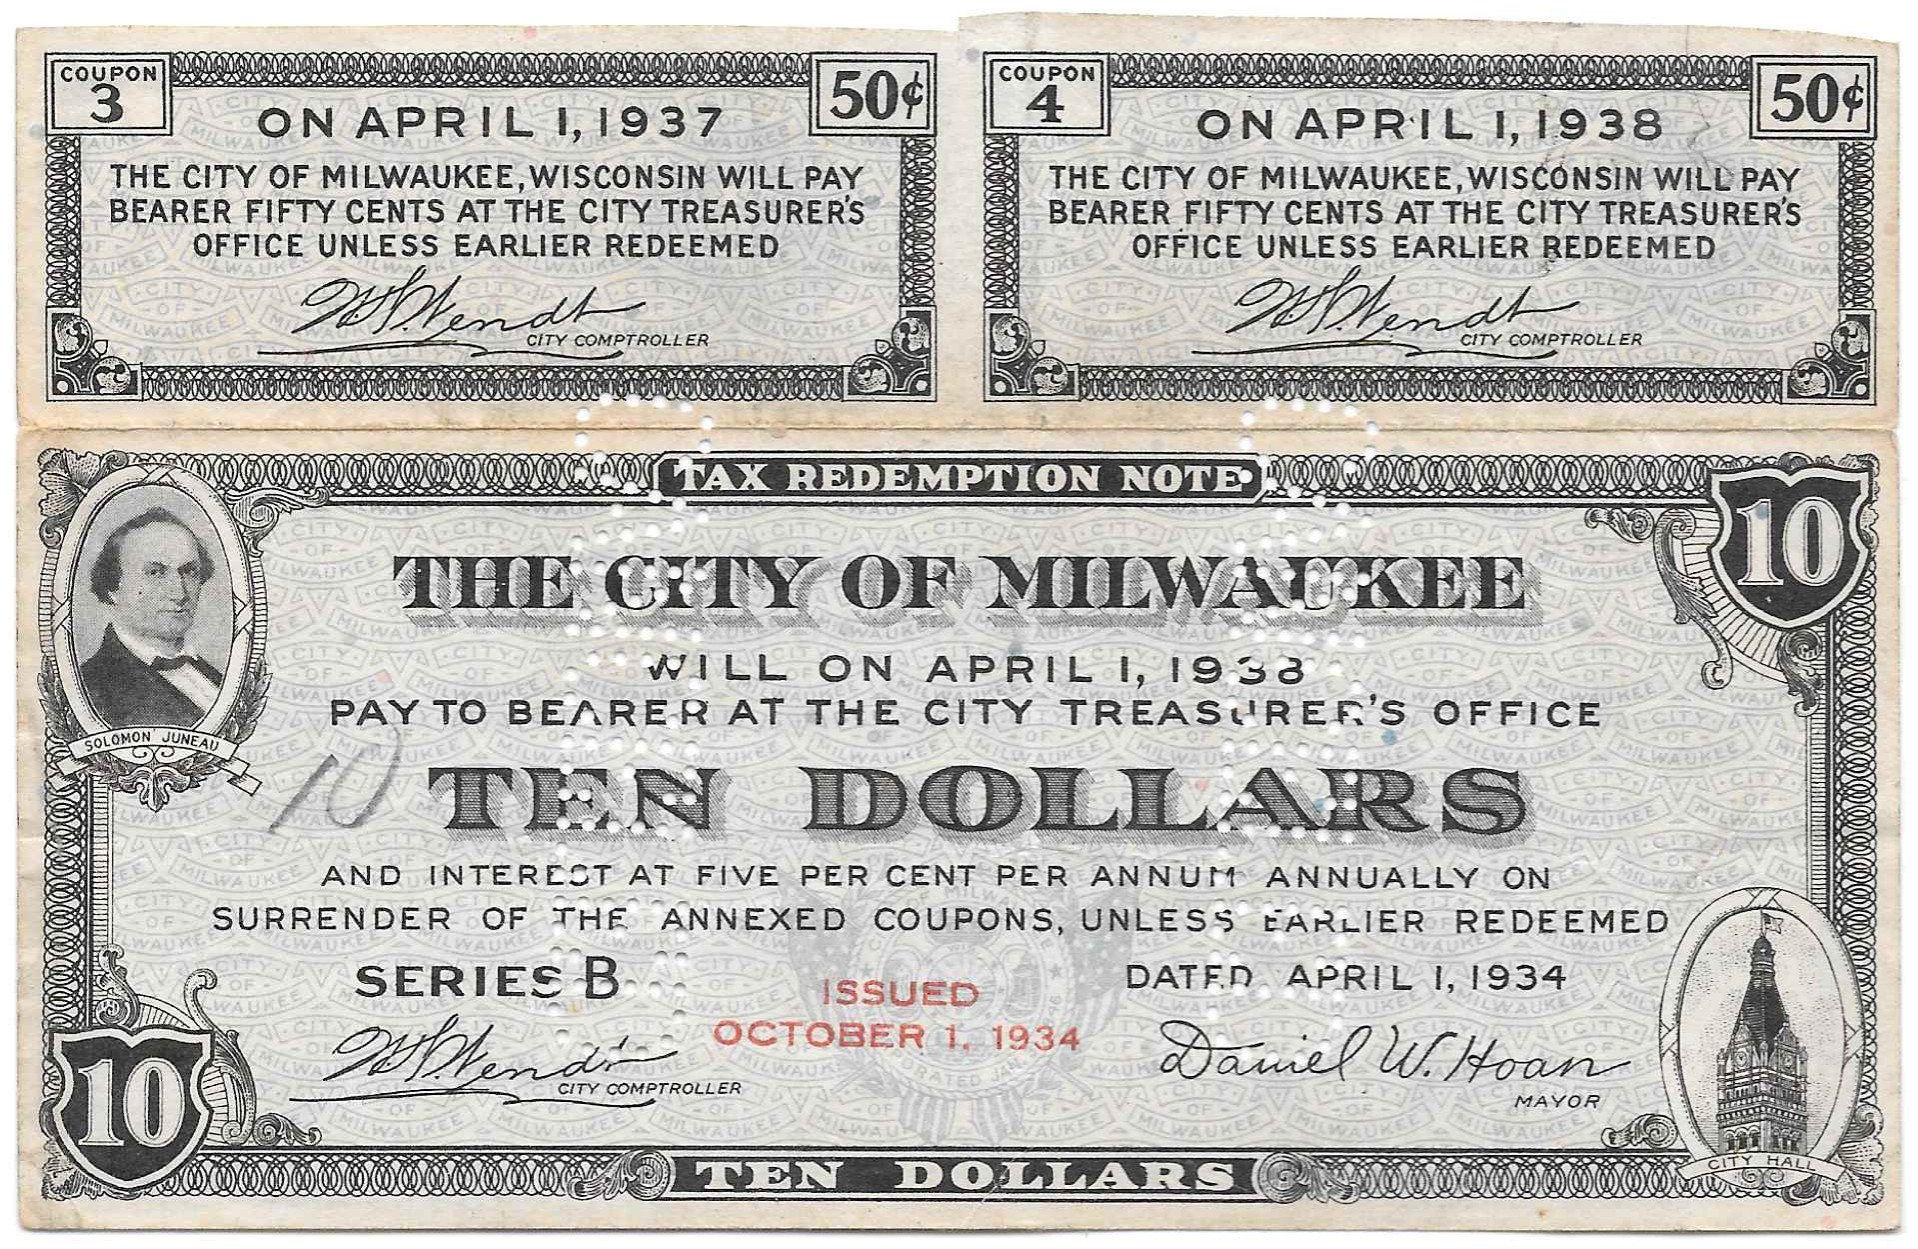 COUPON
3
50¢
ON APRIL 1, 1937
THE CITY OF MILWAUKEE, WISCONSIN WILL PAY
BEARER FIFTY CENTS AT THE CITY TREASURER'S
OFFICE UNLESS EARLIER REDEEMED
CITY COMPTROLLER
COUPON
4
50¢
ON APRIL 1, 1938
THE CITY OF MILWAUKEE, WISCONSIN WILL PAY
BEARER FIFTY CENTS AT THE CITY TREASURER'S
OFFICE UNLESS EARLIER REDEEMED
CITY COMPTROLLER
TAX REDEMPTION NOTE
10
THE CITY OF MILWAUKEE
WILL ON APRIL 1, 1938
PAY TO BEARER AT THE CITY TREASURER'S OFFICE
SOLOMON JUNEAU
10
TEN DOLLARS
AND INTEREST AT FIVE PER CENT PER ANNUM ANNUALLY ON
SURRENDER OF THE ANNEXED COUPONS, UNLESS EARLIER REDEEMED
SERIES B
ISSUED
OCTOBER 1, 1934
DATED APRIL 1, 1934
Daniel W. Hoan
CITY COMPTROLLER
MAYOR
10
CITY HALL
TEN DOLLARS